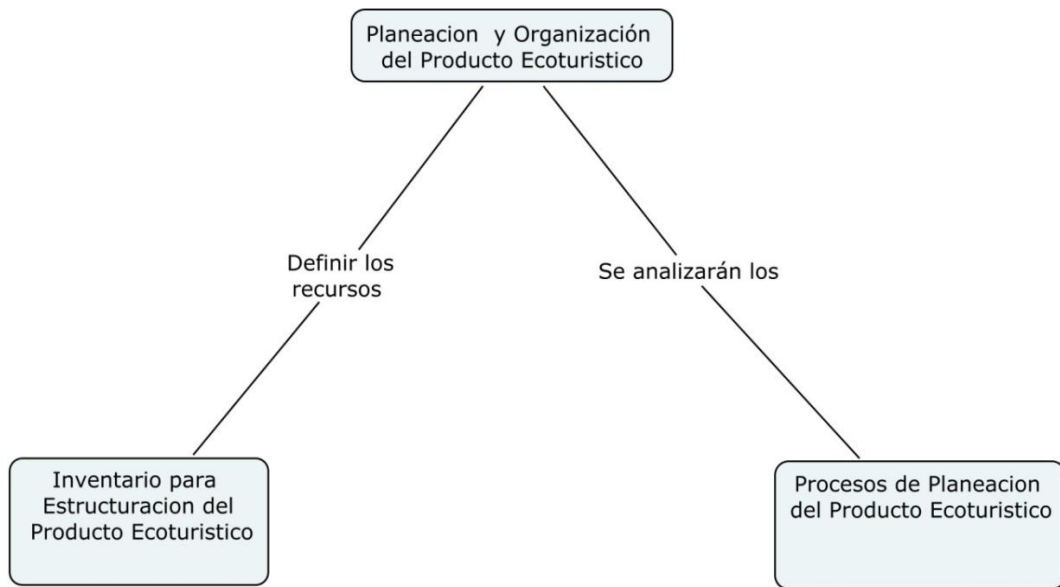 Planeacion y Organización
del Producto Ecoturistico
Definir los
recursos
Se analizarán los
Inventario para
Estructuracion del
Producto Ecoturistico
Procesos de Planeacion
del Producto Ecoturistico